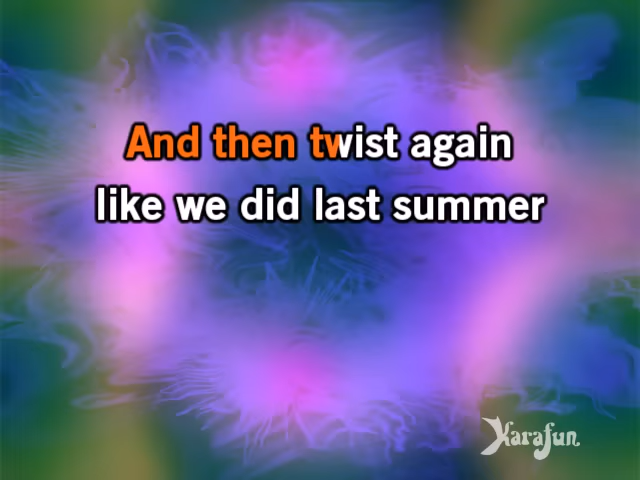 And then twist again
like we did last summer
Karafun